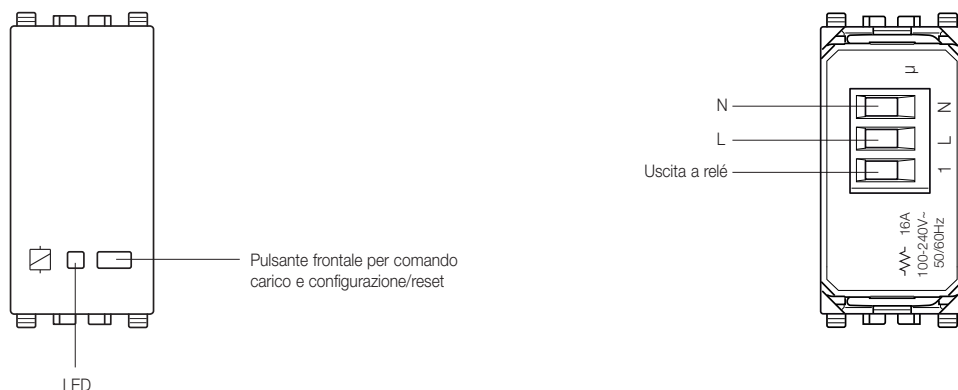 Pulsante frontale per comando
carico e configurazione/reset
LED
N
L
Uscita a relé
µ
N
L
1
16A
100-240V~
50/60Hz